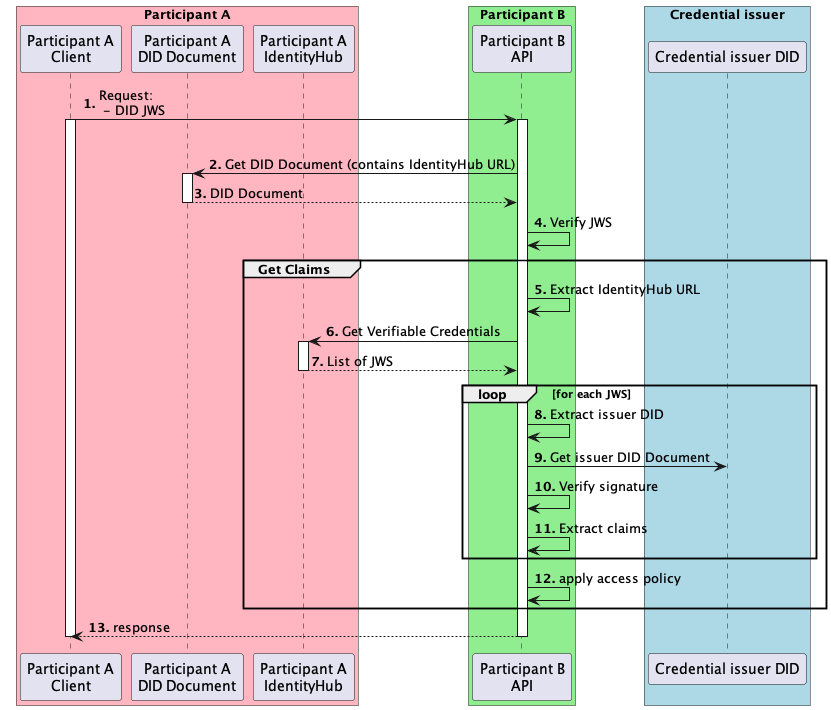 Participant A
Participant B
Credential issuer
Participant A
Client
Participant A
DID Document
Participant A
IdentityHub
Participant B
API
Credential issuer DID
1. Request:
- DID JWS
2. Get DID Document (contains IdentityHub URL)
3. DID Document
4. Verify JWS
Get Claims
5. Extract IdentityHub URL
6. Get Verifiable Credentials
7. List of JWS
loop [for each JWS]
8. Extract issuer DID
9. Get issuer DID Document
10. Verify signature
11. Extract claims
12. apply access policy
13. response
Participant A
Client
Participant A
DID Document
Participant A
IdentityHub
Participant B
API
Credential issuer DID